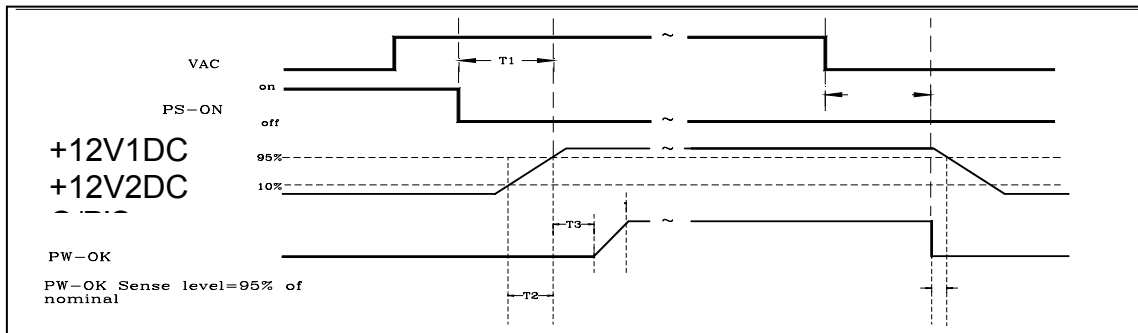 VAC
T1
~
on
PS-ON
off
~
+12V1DC
95%
~
+12V2DC
10%
T3
~
PW-OK
PW-OK Sense level=95% of
nominal
T2